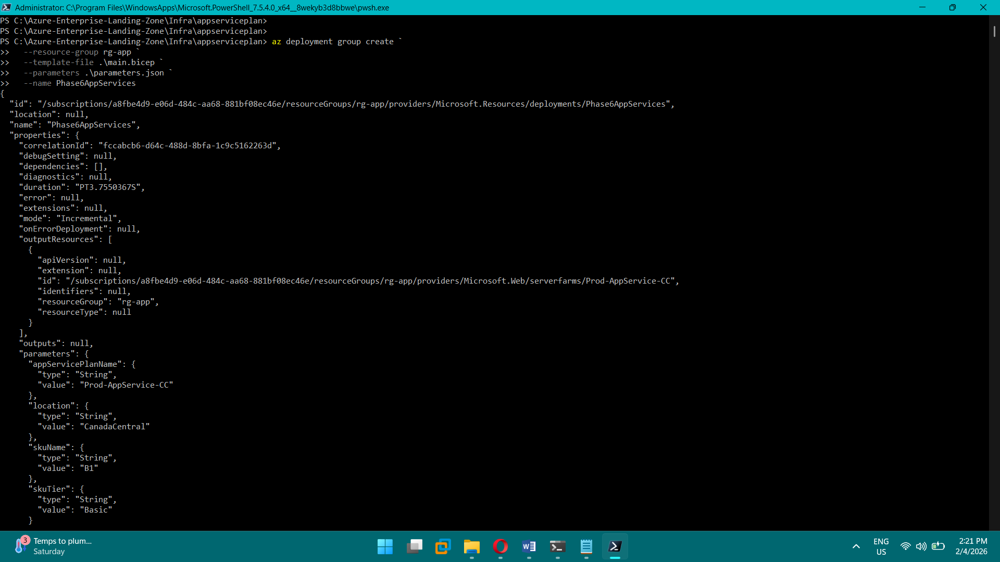 Administrator: C:\Program Files\WindowsApps\Microsoft.PowerShell_7.5.4.0_x64__8wekyb3d8bbwe\pwsh.exe
PS C:\Azure-Enterprise-Landing-Zone\Infra\appserviceplan>
PS C:\Azure-Enterprise-Landing-Zone\Infra\appserviceplan>
PS C:\Azure-Enterprise-Landing-Zone\Infra\appserviceplan> az deployment group create `
>>   --resource-group rg-app `
>>   --template-file .\main.bicep `
>>   --parameters .\parameters.json `
>>   --name Phase6AppServices
{
  "id": "/subscriptions/a8fbe4d9-e06d-484c-aa68-881bf08ec46e/resourceGroups/rg-app/providers/Microsoft.Resources/deployments/Phase6AppServices",
  "location": null,
  "name": "Phase6AppServices",
  "properties": {
    "correlationId": "fccabcb6-d64c-488d-8bfa-1c9c5162263d",
    "debugSetting": null,
    "dependencies": [],
    "diagnostics": null,
    "duration": "PT3.7550367S",
    "error": null,
    "extensions": null,
    "mode": "Incremental",
    "onErrorDeployment": null,
    "outputResources": [
      {
        "apiVersion": null,
        "extension": null,
        "id": "/subscriptions/a8fbe4d9-e06d-484c-aa68-881bf08ec46e/resourceGroups/rg-app/providers/Microsoft.Web/serverfarms/Prod-AppService-CC",
        "identifiers": null,
        "resourceGroup": "rg-app",
        "resourceType": null
      }
    ],
    "outputs": null,
    "parameters": {
      "appServicePlanName": {
        "type": "String",
        "value": "Prod-AppService-CC"
      },
      "location": {
        "type": "String",
        "value": "CanadaCentral"
      },
      "skuName": {
        "type": "String",
        "value": "B1"
      },
      "skuTier": {
        "type": "String",
        "value": "Basic"
      }
3
Temps to plum...
Saturday
ENG
US
2:21 PM
2/4/2026